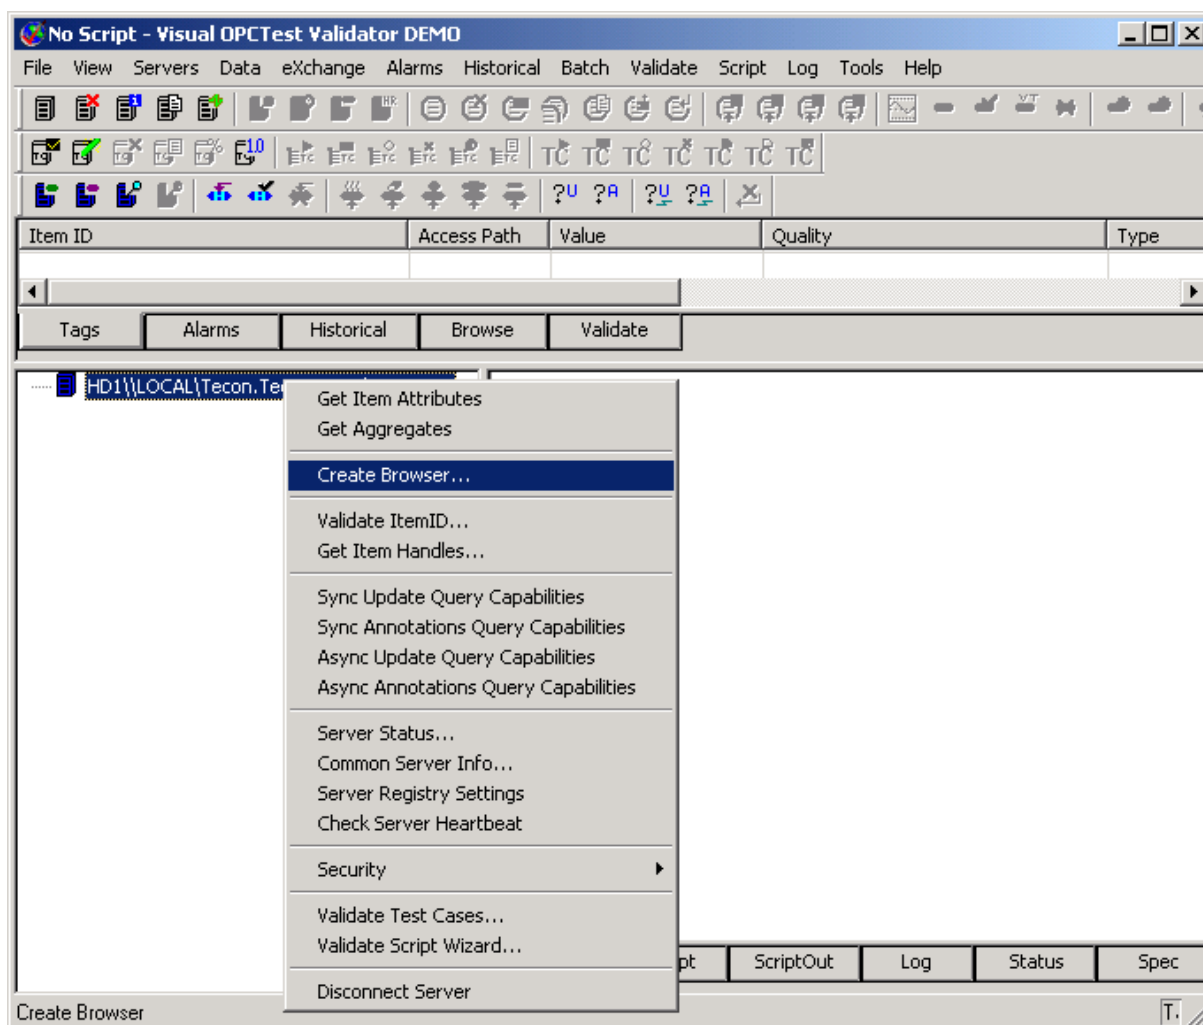 No Script - Visual OPCTest Validator DEMO
File View Servers Data eXchange Alarms Historical Batch Validate Script Log Tools Help
Item ID Access Path Value Quality Type
Tags Alarms Historical Browse Validate
HD1\\LOCAL\Tecon.
Get Item Attributes
Get Aggregates
Create Browser...
Validate ItemID...
Get Item Handles...
Sync Update Query Capabilities
Sync Annotations Query Capabilities
Async Update Query Capabilities
Async Annotations Query Capabilities
Server Status...
Common Server Info...
Server Registry Settings
Check Server Heartbeat
Security
Validate Test Cases...
Validate Script Wizard...
ScriptOut Log Status Spec
Disconnect Server
Create Browser